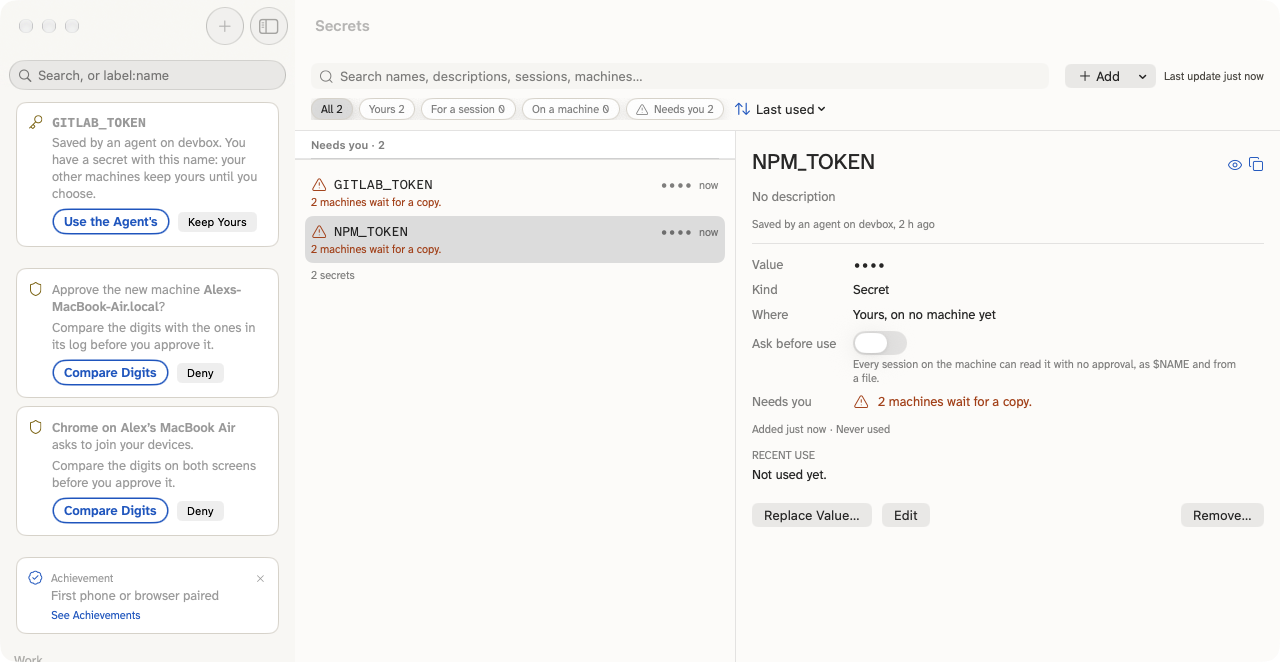 Search, or label:name
GITLAB_TOKEN
Saved by an agent on devbox. You
have a secret with this name: your
other machines keep yours until you
choose.
Use the Agent's
Keep Yours
Approve the new machine Alexs-
MacBook-Air.local?
Compare the digits with the ones in
its log before you approve it.
Compare Digits
Deny
Chrome on Alex's MacBook Air
asks to join your devices.
Compare the digits on both screens
before you approve it.
Compare Digits
Deny
Achievement
First phone or browser paired
See Achievements
Work
Secrets
Search names, descriptions, sessions, machines...
Add
Last update just now
All 2
Yours 2
For a session 0
On a machine 0
Needs you 2
Last used
Needs you · 2
GITLAB_TOKEN
•••• now
2 machines wait for a copy.
NPM_TOKEN
•••• now
2 machines wait for a copy.
2 secrets
NPM_TOKEN
No description
Saved by an agent on devbox, 2 h ago
Value ••••
Kind Secret
Where Yours, on no machine yet
Ask before use
Every session on the machine can read it with no approval, as $NAME and from
a file.
Needs you 2 machines wait for a copy.
Added just now · Never used
RECENT USE
Not used yet.
Replace Value...
Edit
Remove...